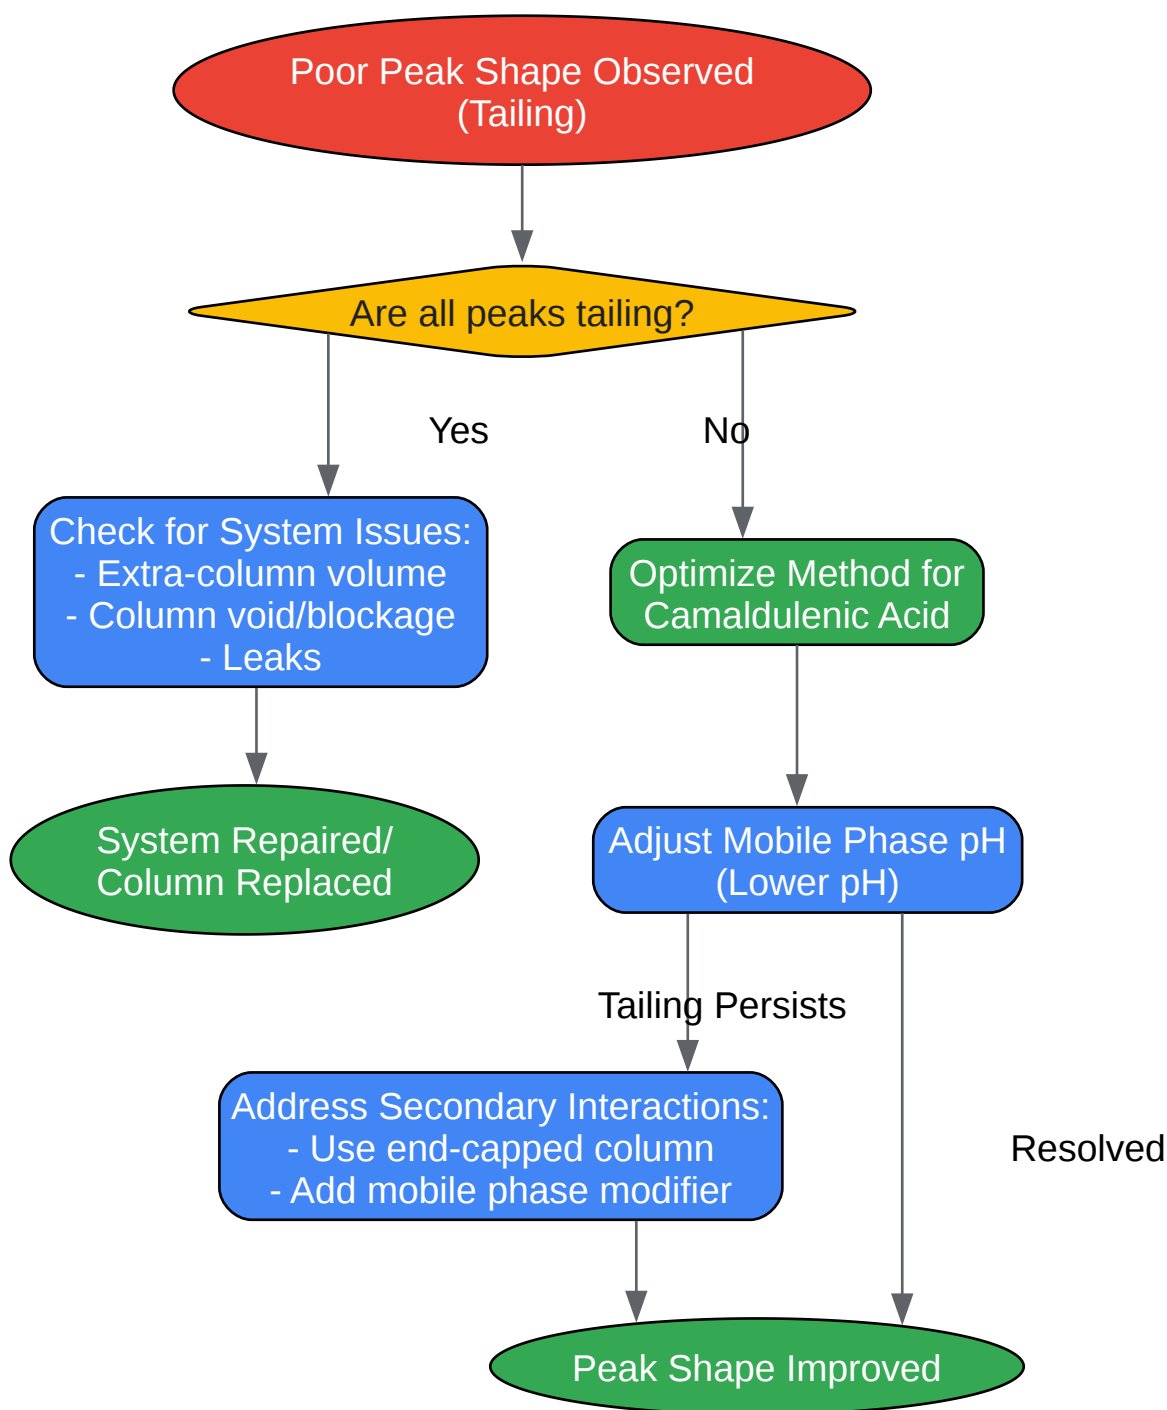 Poor Peak Shape Observed
(Tailing)
Are all peaks tailing?
Yes
No
Check for System Issues:
- Extra-column volume
- Column void/blockage
- Leaks
Optimize Method for
Camaldulenic Acid
System Repaired/
Column Replaced
Adjust Mobile Phase pH
(Lower pH)
Tailing Persists
Address Secondary Interactions:
- Use end-capped column
- Add mobile phase modifier
Resolved
Peak Shape Improved